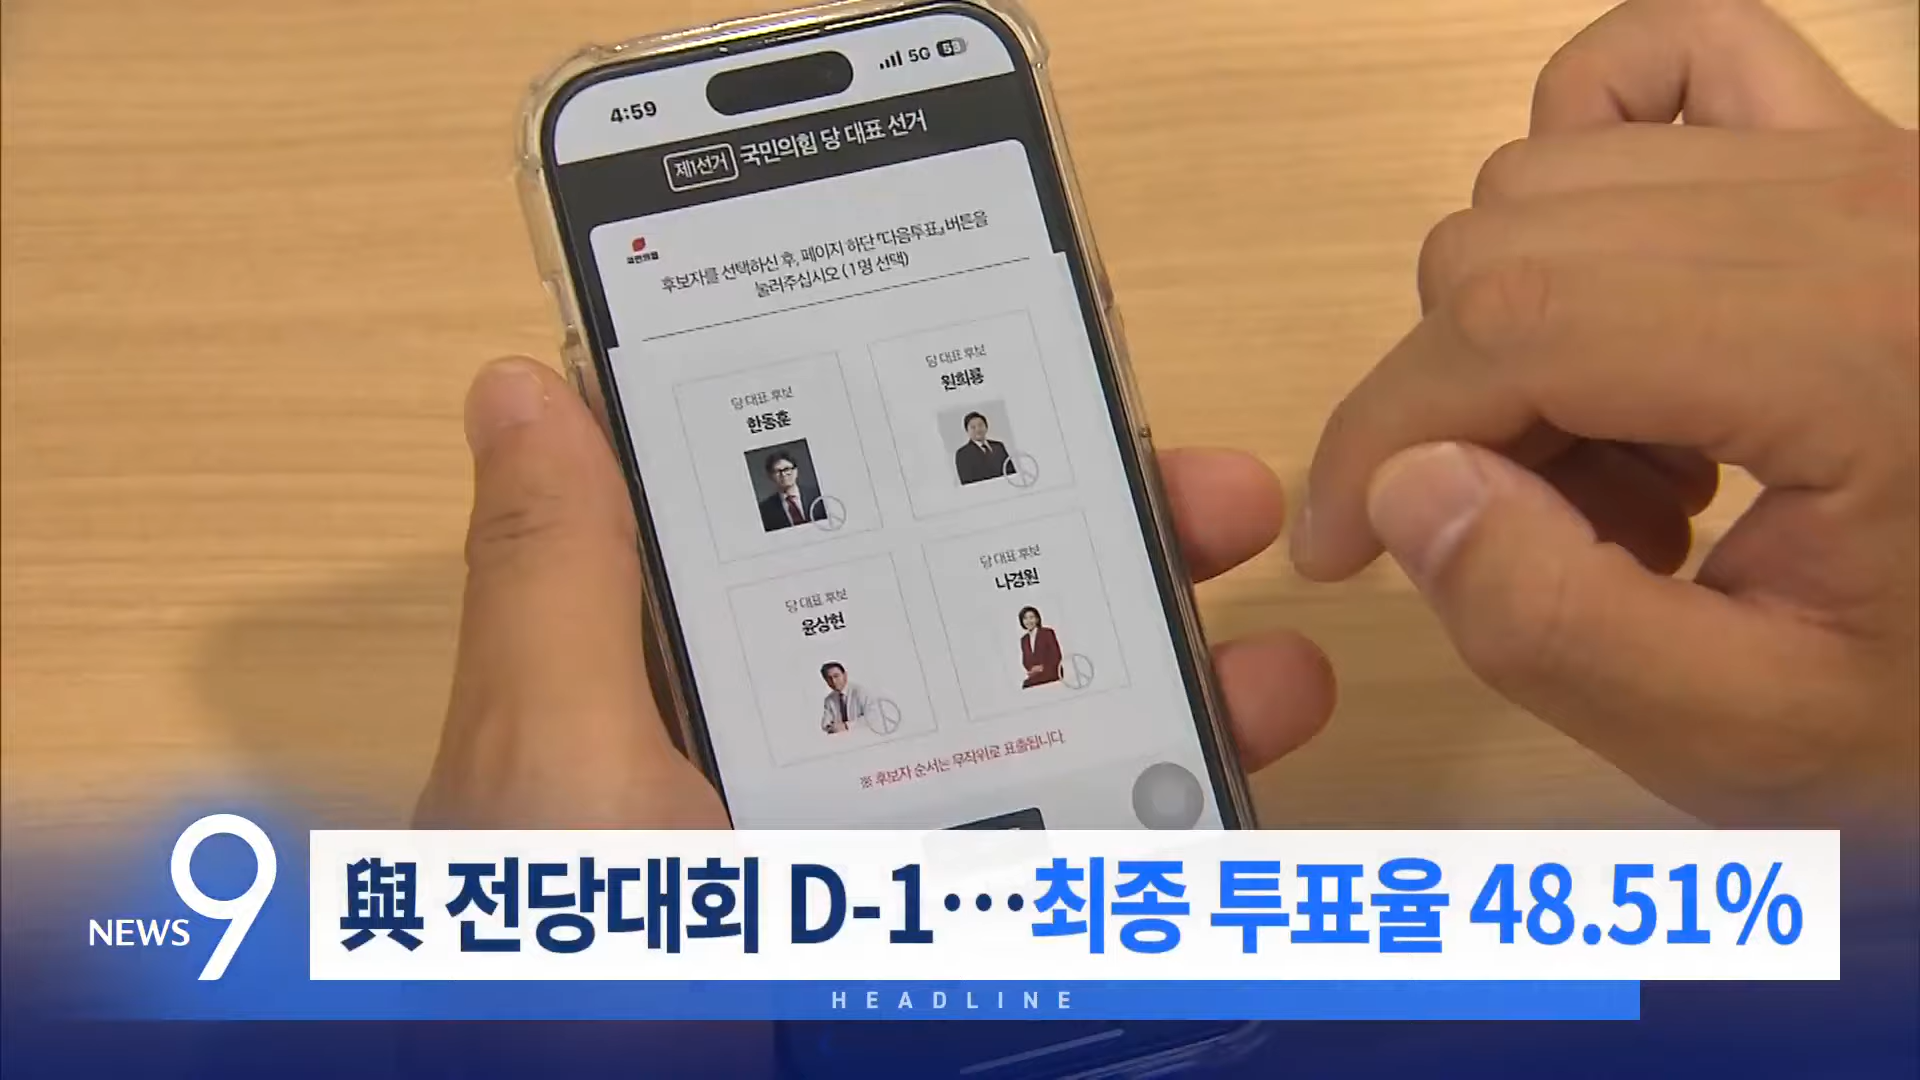 4:59
5G 53
제1선거 국민의힘 당 대표 선거
국민의힘
후보자를 선택하신 후, 페이지 하단 『다음투표』 버튼을
눌러주십시오 (1명 선택)
당 대표 후보
한동훈
당 대표 후보
원희룡
당 대표 후보
윤상현
당 대표 후보
나경원
※ 후보자 순서는 무작위로 표출됩니다.
NEWS 9
與 전당대회 D-1…최종 투표율 48.51%
HEADLINE